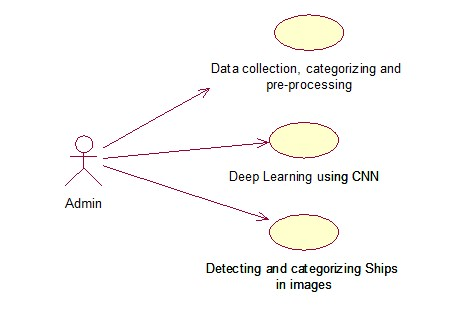 Data collection, categorizing and
pre-processing
Deep Learning using CNN
Admin
Detecting and categorizing Ships
in images